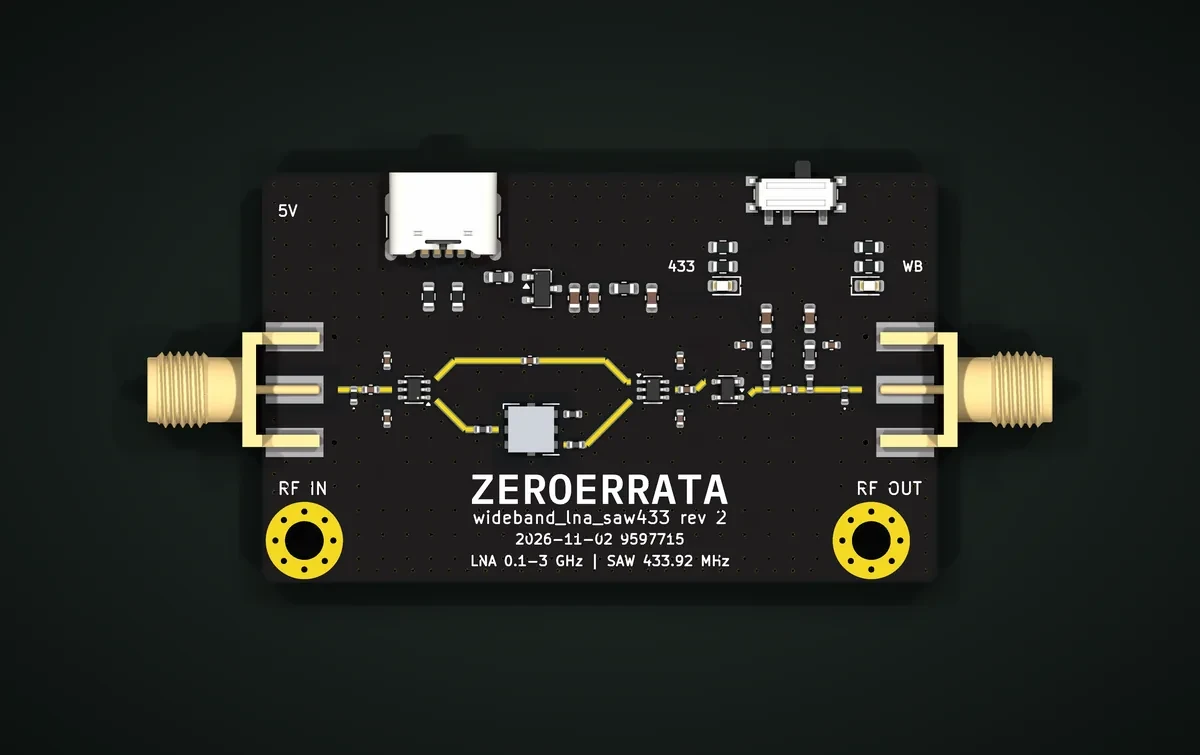 5V
433
WB
RF IN
RF OUT
ZEROERRATA
wideband_lna_saw433 rev 2
2026-11-02 9597715
LNA 0.1-3 GHz | SAW 433.92 MHz